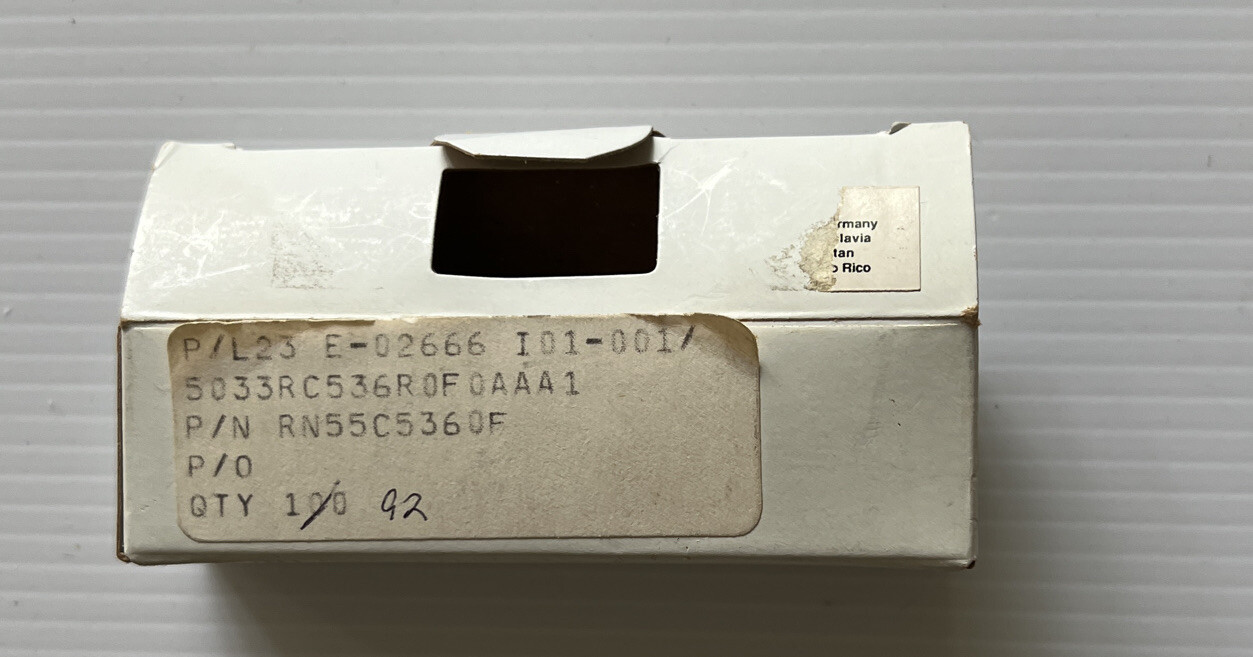 rmany
lavia
tan
o Rico
P/L23 E-02666 I01-001/
5033RC536R0F0AAA1
P/N RN55C5360F
P/O
QTY 100 92